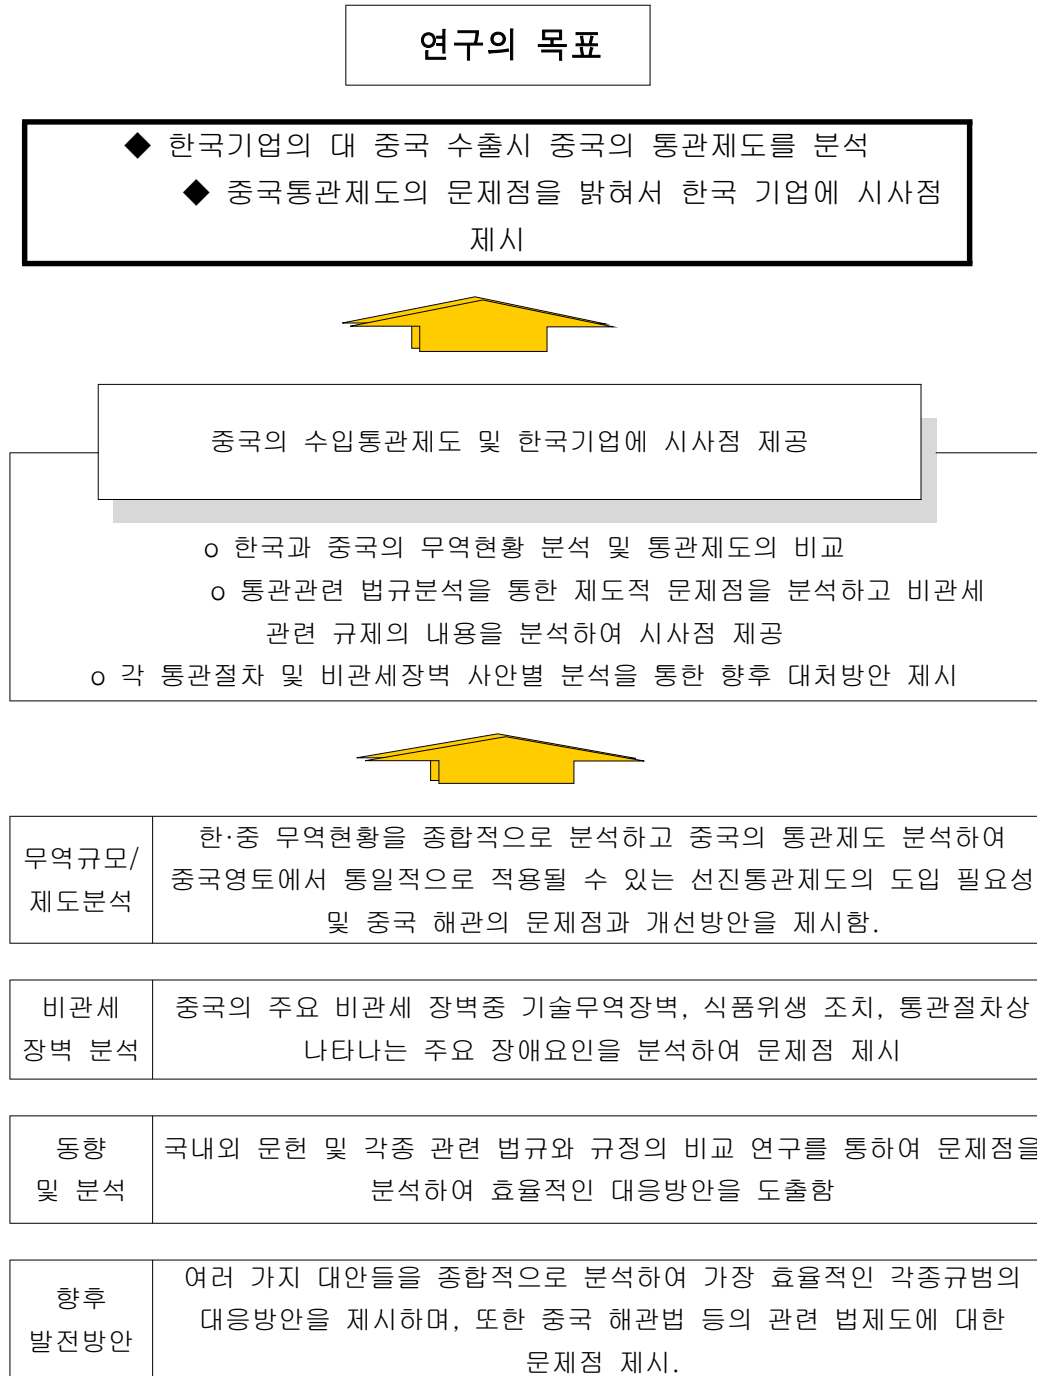 연구의 목표
◆ 한국기업의 대 중국 수출시 중국의 통관제도를 분석
◆ 중국통관제도의 문제점을 밝혀서 한국 기업에 시사점
제시
중국의 수입통관제도 및 한국기업에 시사점 제공
o 한국과 중국의 무역현황 분석 및 통관제도의 비교
o 통관관련 법규분석을 통한 제도적 문제점을 분석하고 비관세
관련 규제의 내용을 분석하여 시사점 제공
o 각 통관절차 및 비관세장벽 사안별 분석을 통한 향후 대처방안 제시
무역규모/
제도분석
한·중 무역현황을 종합적으로 분석하고 중국의 통관제도 분석하여
중국영토에서 통일적으로 적용될 수 있는 선진통관제도의 도입 필요성
및 중국 해관의 문제점과 개선방안을 제시함.
비관세
장벽 분석
중국의 주요 비관세 장벽중 기술무역장벽, 식품위생 조치, 통관절차상
나타나는 주요 장애요인을 분석하여 문제점 제시
동향
및 분석
국내외 문헌 및 각종 관련 법규와 규정의 비교 연구를 통하여 문제점을
분석하여 효율적인 대응방안을 도출함
향후
발전방안
여러 가지 대안들을 종합적으로 분석하여 가장 효율적인 각종규범의
대응방안을 제시하며, 또한 중국 해관법 등의 관련 법제도에 대한
문제점 제시.